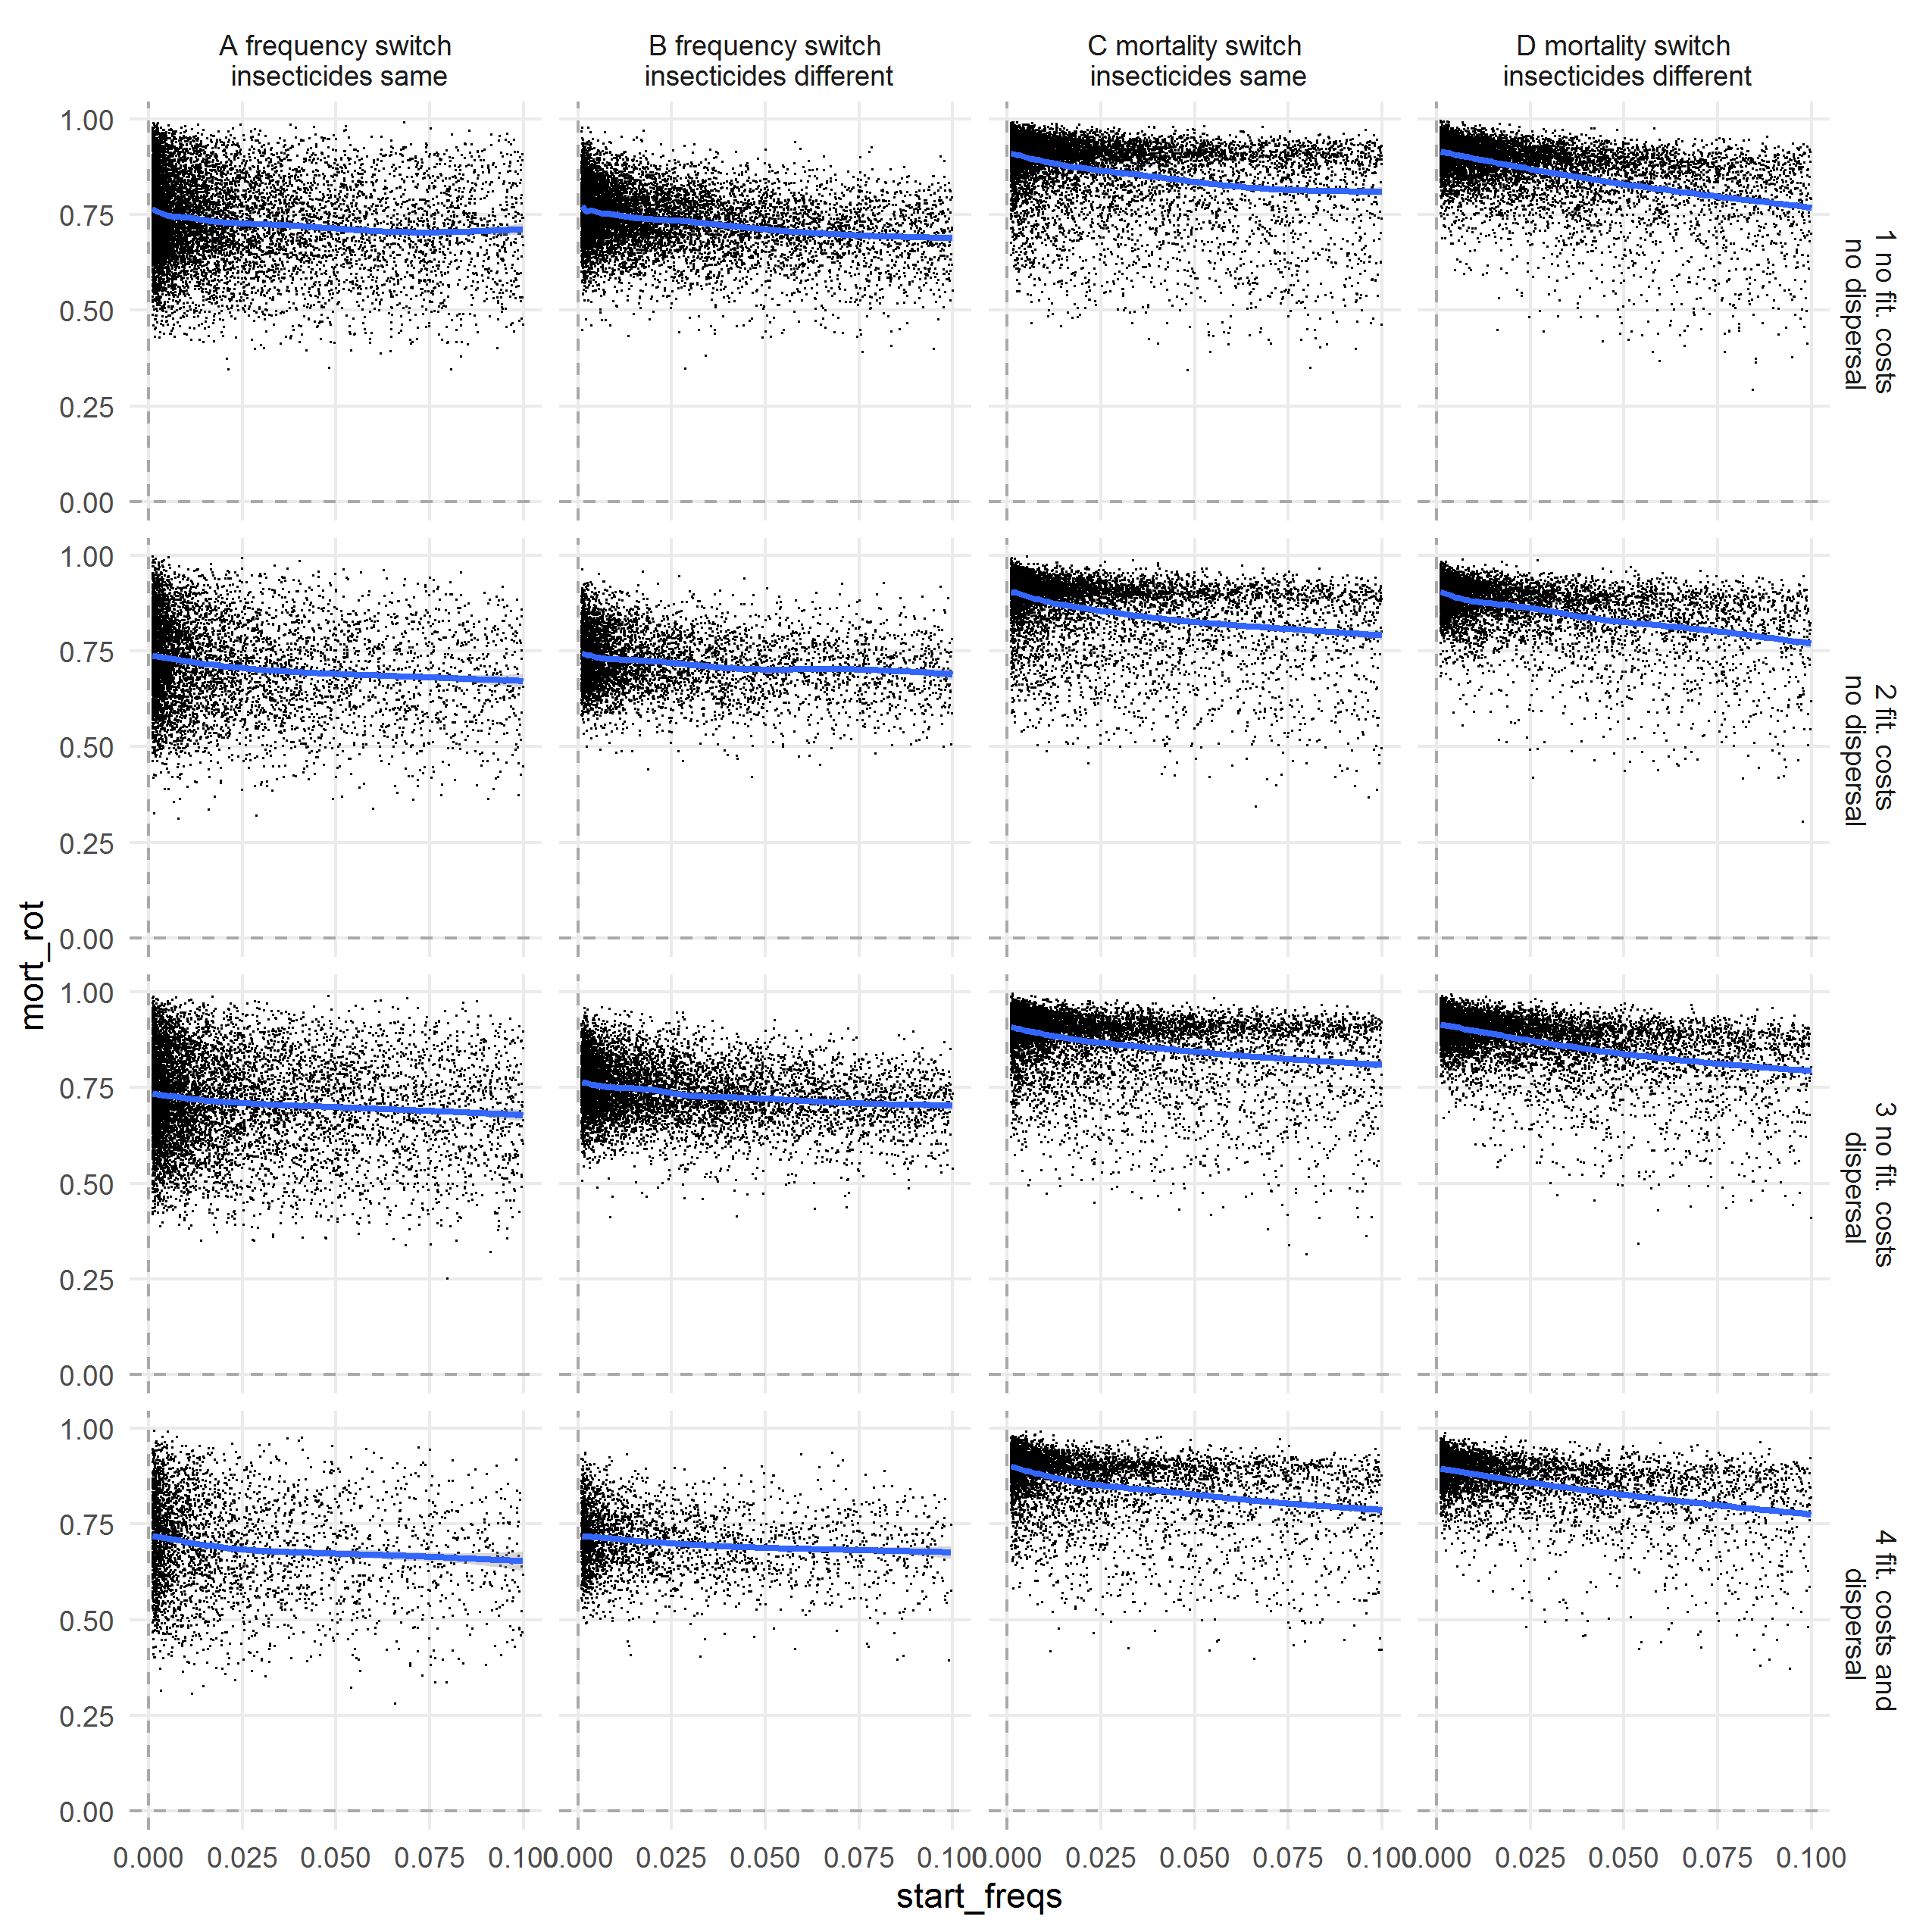 A frequency switch
insecticides same
B frequency switch
insecticides different
C mortality switch
insecticides same
D mortality switch
insecticides different
1.00
0.75
0.50
0.25
0.00
1 no fit. costs
no dispersal
1.00
0.75
0.50
0.25
0.00
2 fit. costs
no dispersal
mort_rot
1.00
0.75
0.50
0.25
0.00
3 no fit. costs
dispersal
1.00
0.75
0.50
0.25
0.00
4 fit. costs and
dispersal
0.000 0.025 0.050 0.075 0.100
0.000 0.025 0.050 0.075 0.100
0.000 0.025 0.050 0.075 0.100
0.000 0.025 0.050 0.075 0.100
start_freqs